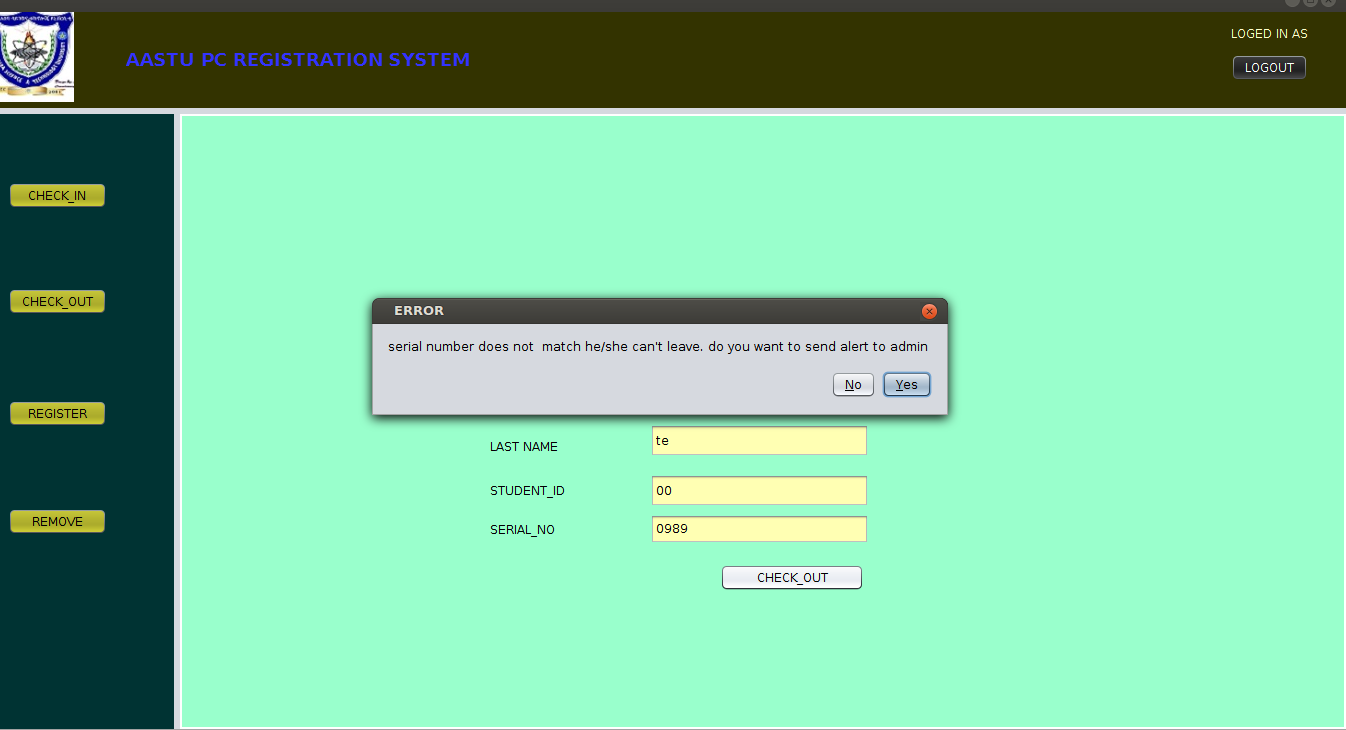 LOGED IN AS
AASTU PC REGISTRATION SYSTEM
LOGOUT
CHECK_IN
CHECK_OUT
REGISTER
REMOVE
ERROR
serial number does not  match he/she can't leave. do you want to send alert to admin
No
Yes
LAST NAME
te
STUDENT_ID
00
SERIAL_NO
0989
CHECK_OUT